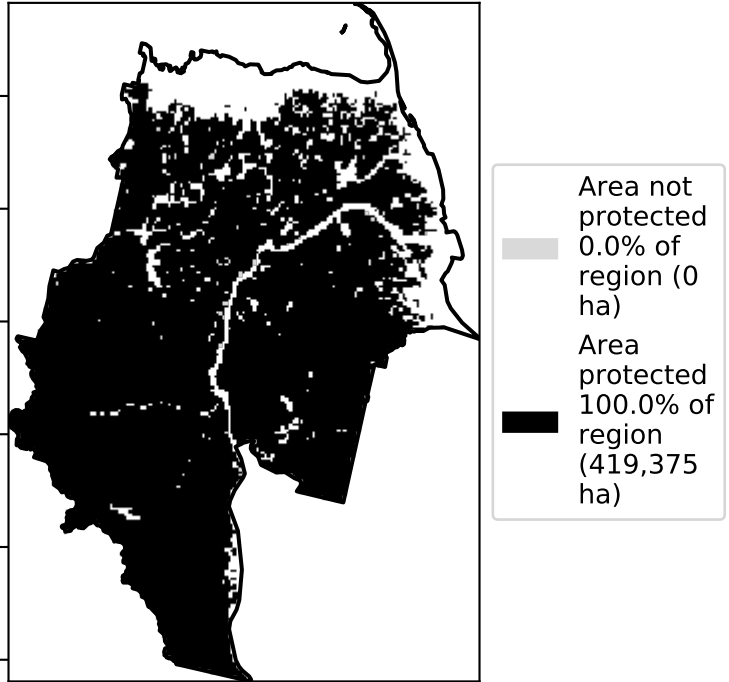 Area not
protected
0.0% of
region (0
ha)
Area
protected
100.0% of
region
(419,375
ha)